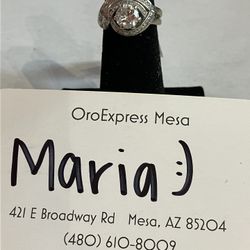 OroExpress Mesa
Maria :)
421 E Broadway Rd Mesa, AZ 85204
(480) 610-8009